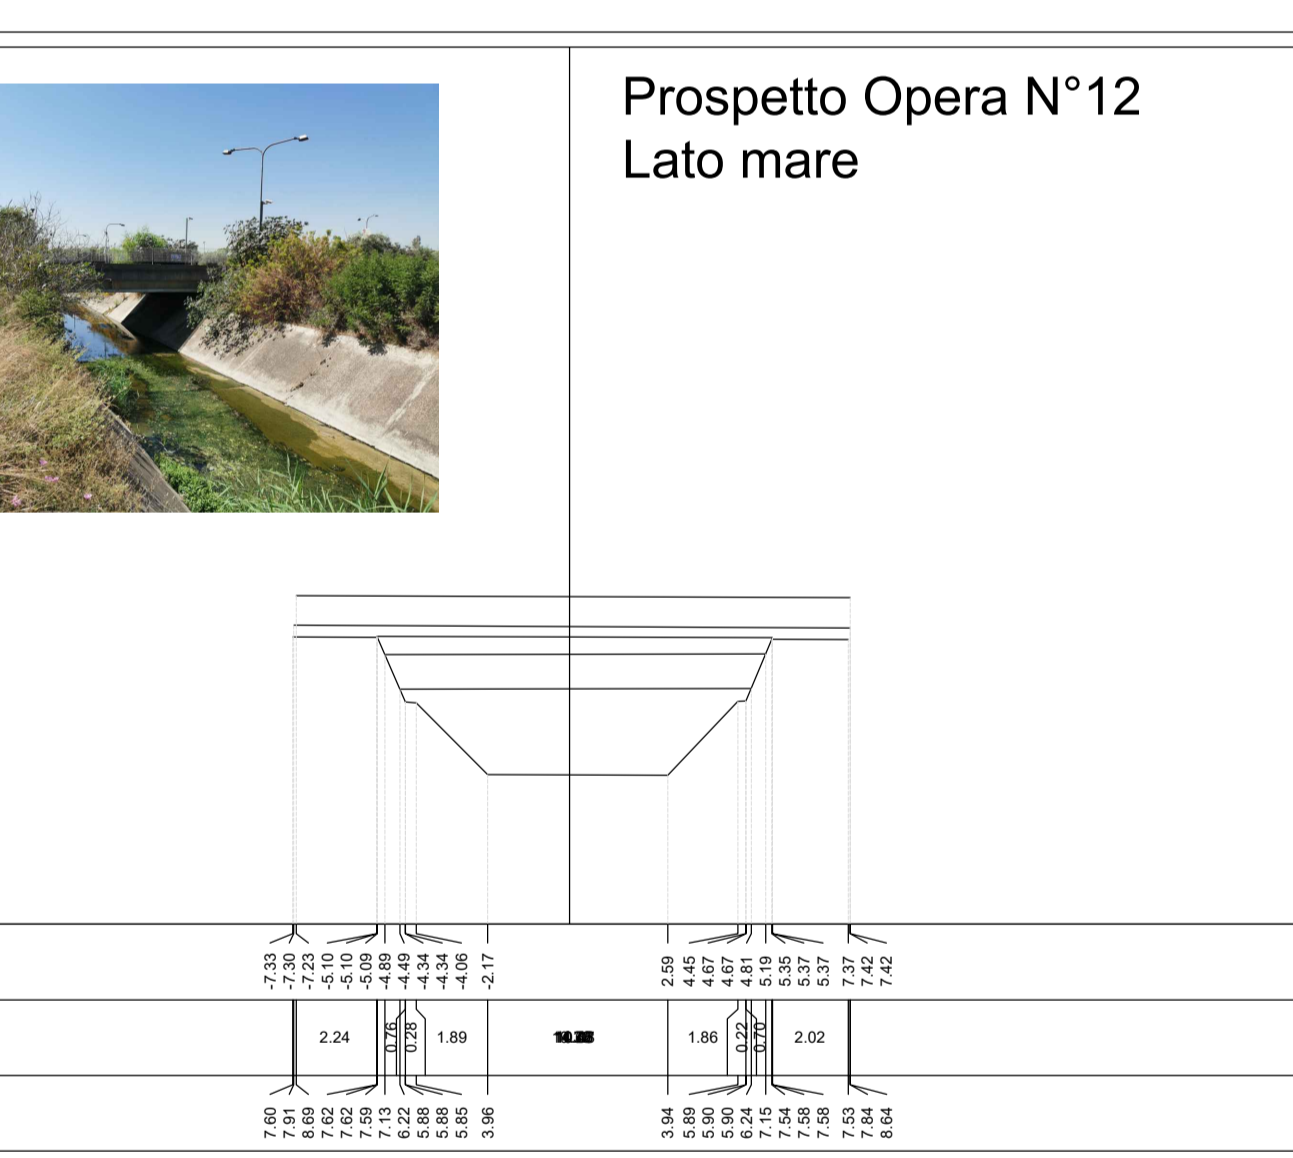 Prospetto Opera N°12
Lato mare
-7.33 -7.30 -7.23 -5.10 -5.10 -5.09 -4.89 -4.49 -4.34 -4.34 -4.06 -2.17 2.59 4.45 4.67 4.67 4.81 5.19 5.35 5.37 5.37 7.37 7.42 7.42
2.24 0.76 0.28 1.89 1.86 0.22 0.70 2.02
7.60 7.91 8.69 7.62 7.62 7.59 7.13 6.22 5.88 5.88 5.85 3.96 3.94 5.89 5.90 5.90 6.24 7.15 7.54 7.58 7.58 7.53 7.84 8.64